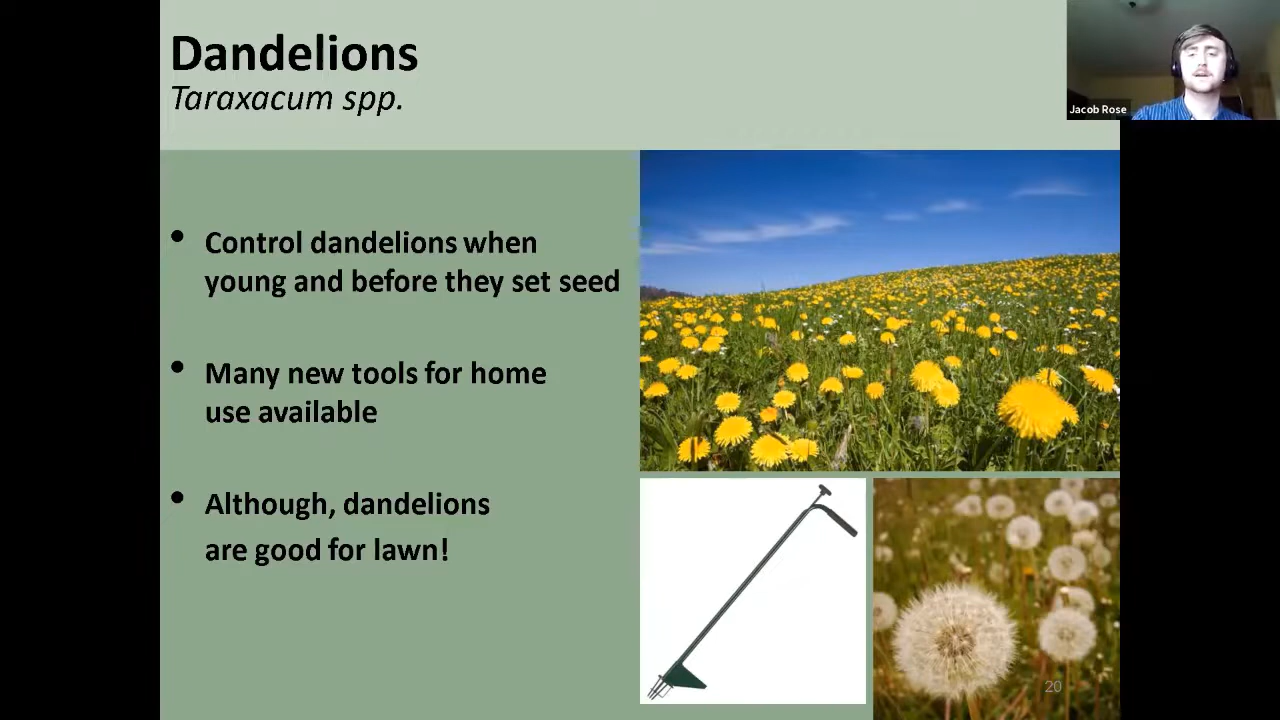 Dandelions
Taraxacum spp.
Jacob Rose
• Control dandelions when
young and before they set seed
• Many new tools for home
use available
• Although, dandelions
are good for lawn!
20